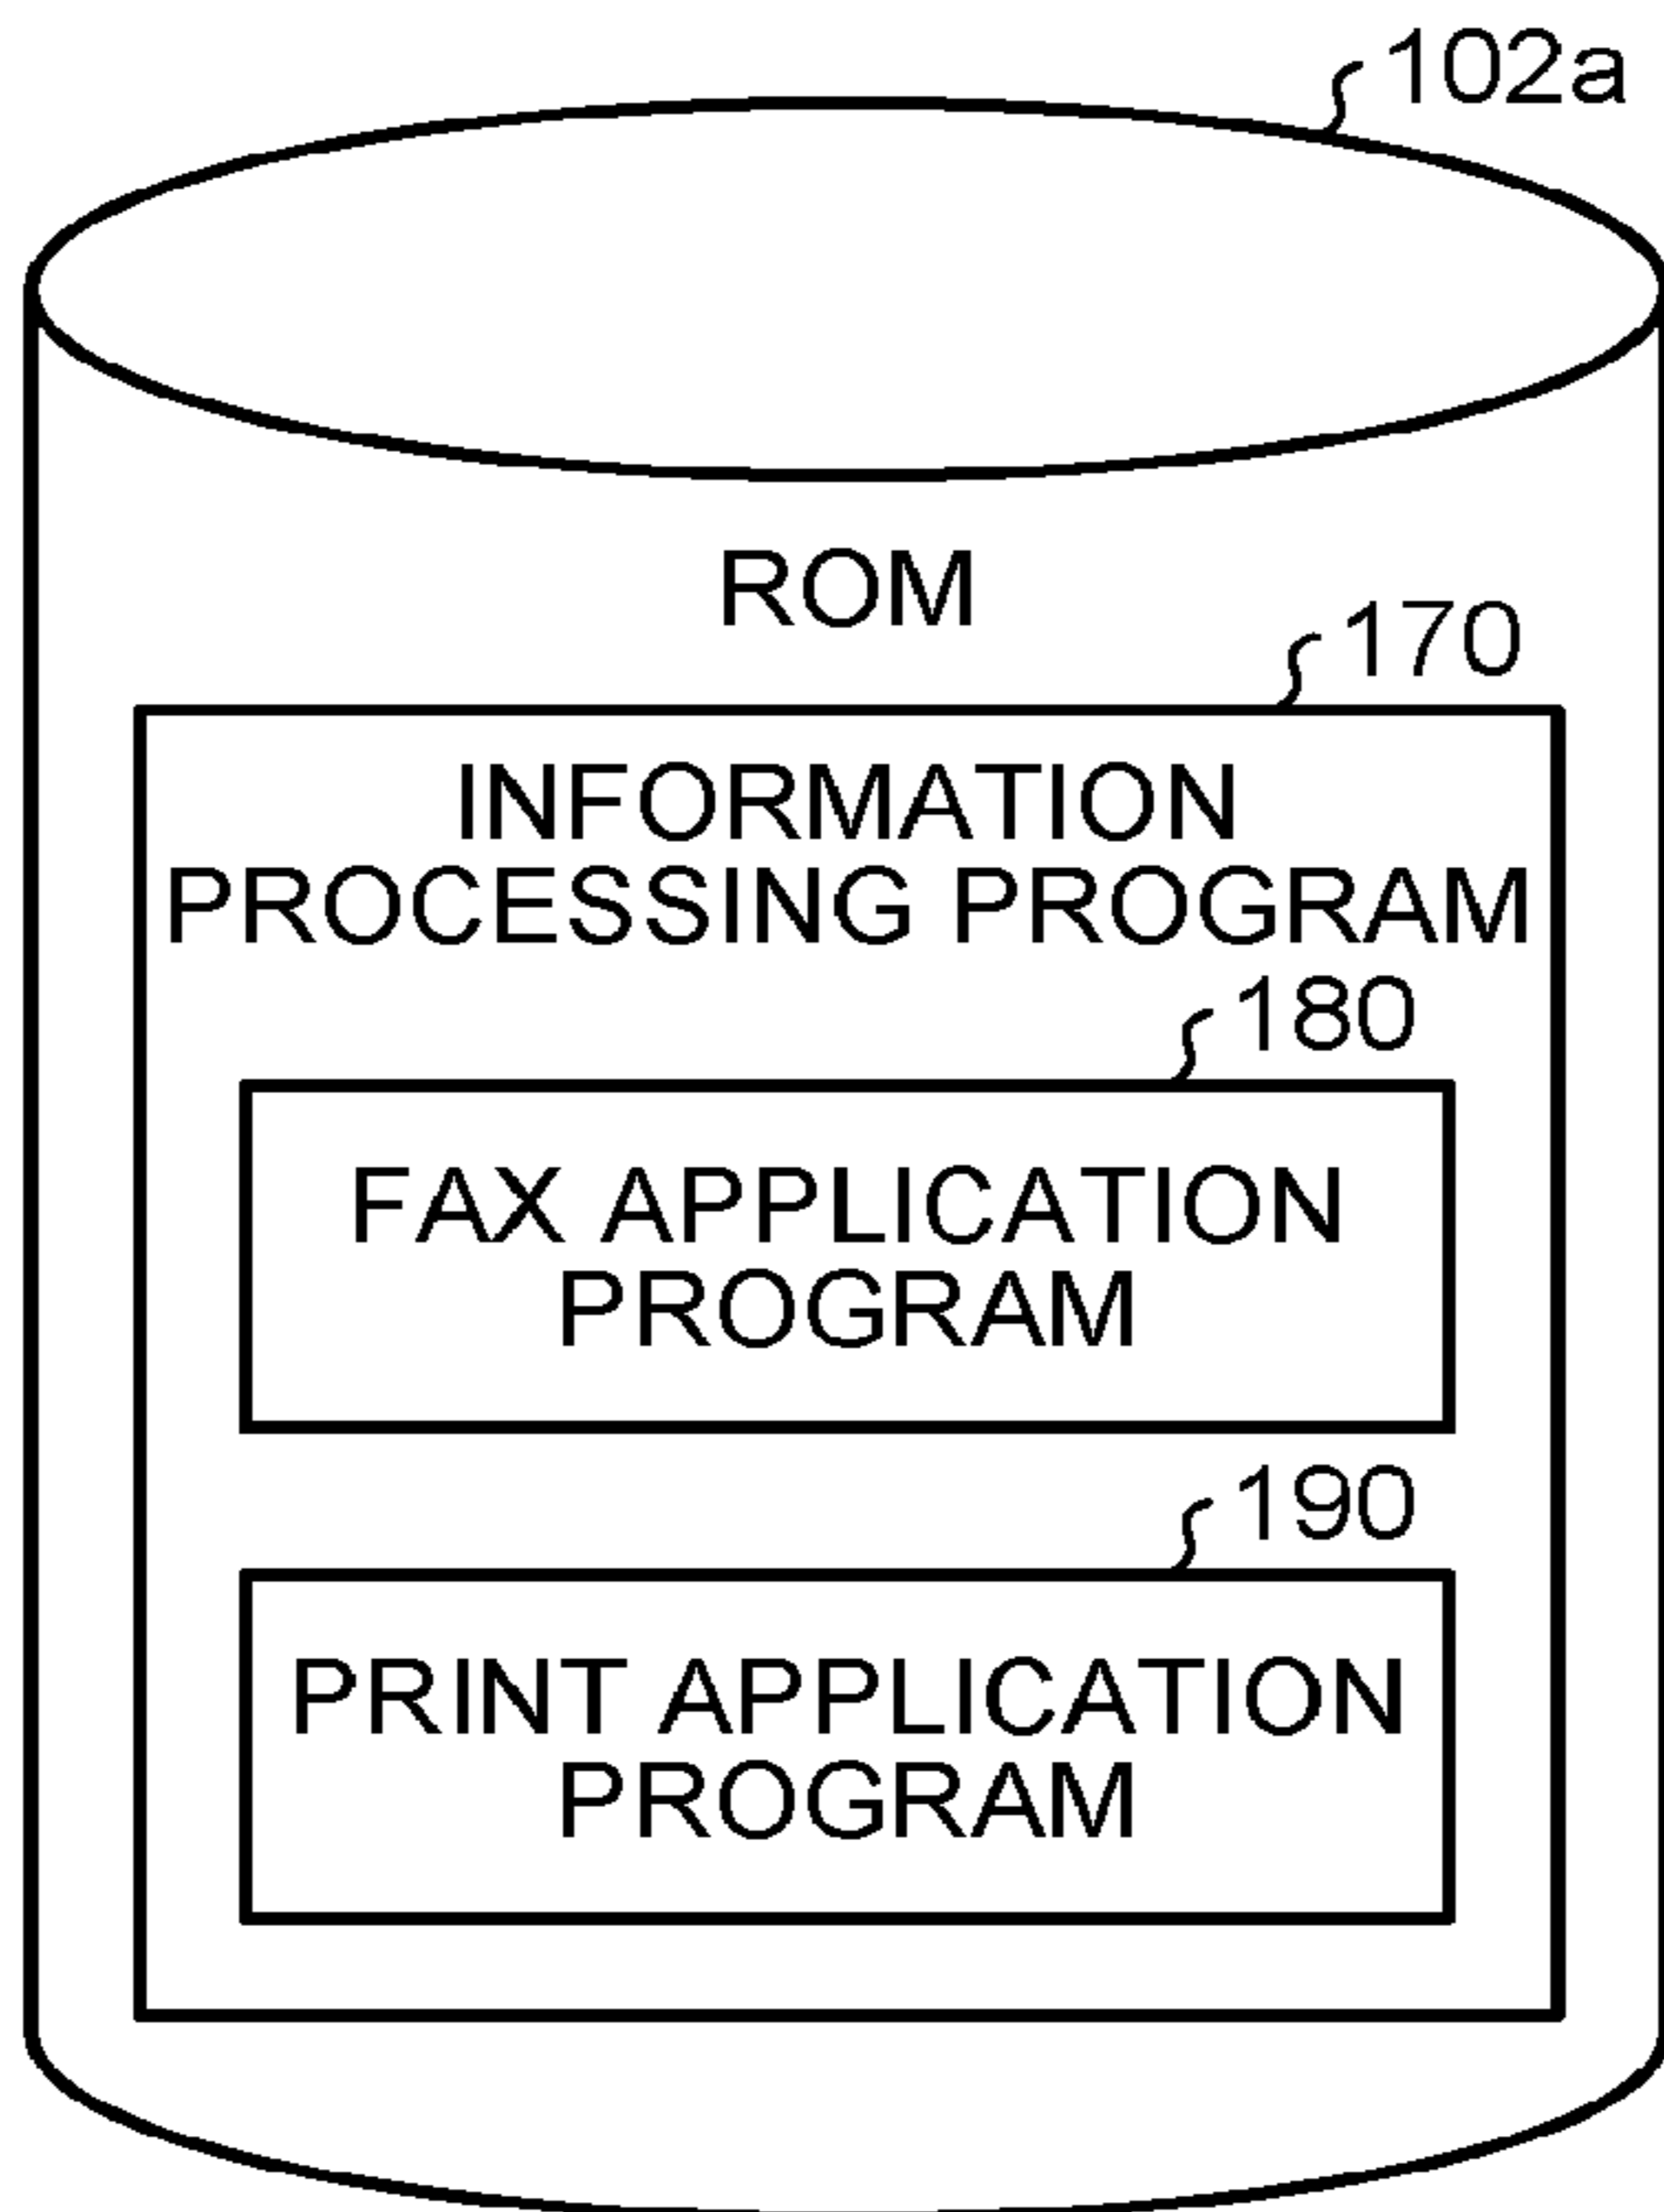 102a
ROM
170
INFORMATION
PROCESSING PROGRAM
180
FAX APPLICATION
PROGRAM
190
PRINT APPLICATION
PROGRAM